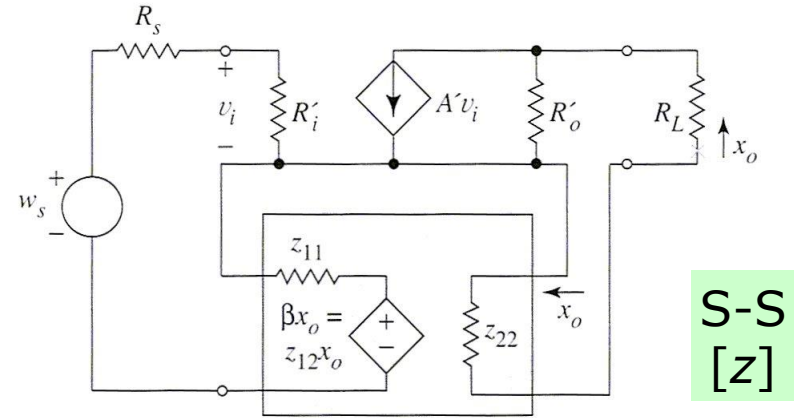 R_s
+
v_i
−
R´_i
A´v_i
R´_o
R_L
x_o
+
w_s
−
z_11
βx_o =
z_12x_o
+
−
z_22
x_o
S-S
[z]